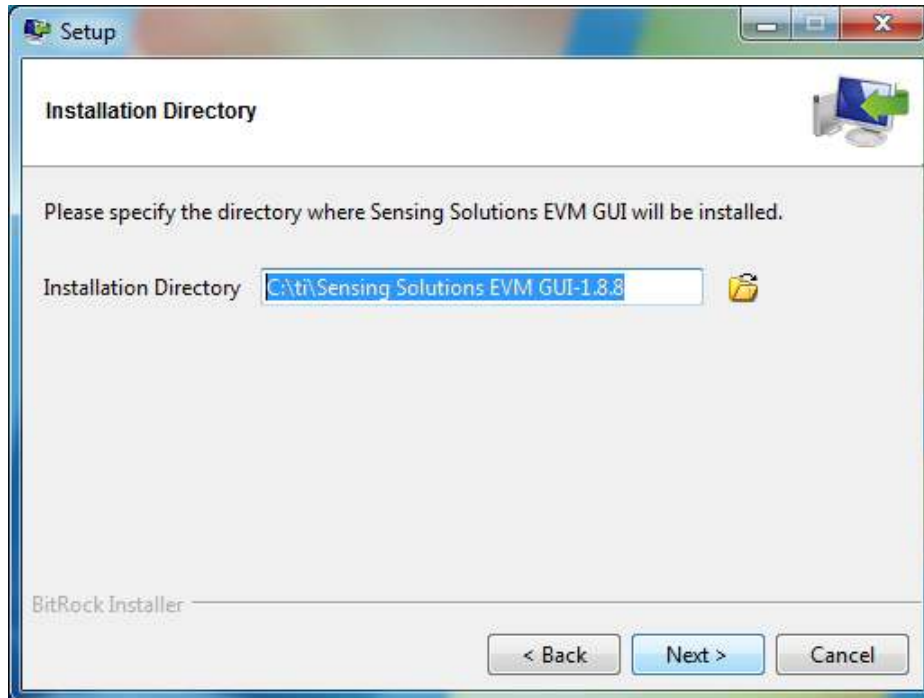 Setup
Installation Directory
Please specify the directory where Sensing Solutions EVM GUI will be installed.
Installation Directory C:\ti\Sensing Solutions EVM GUI-1.8.8
BitRock Installer
< Back Next > Cancel